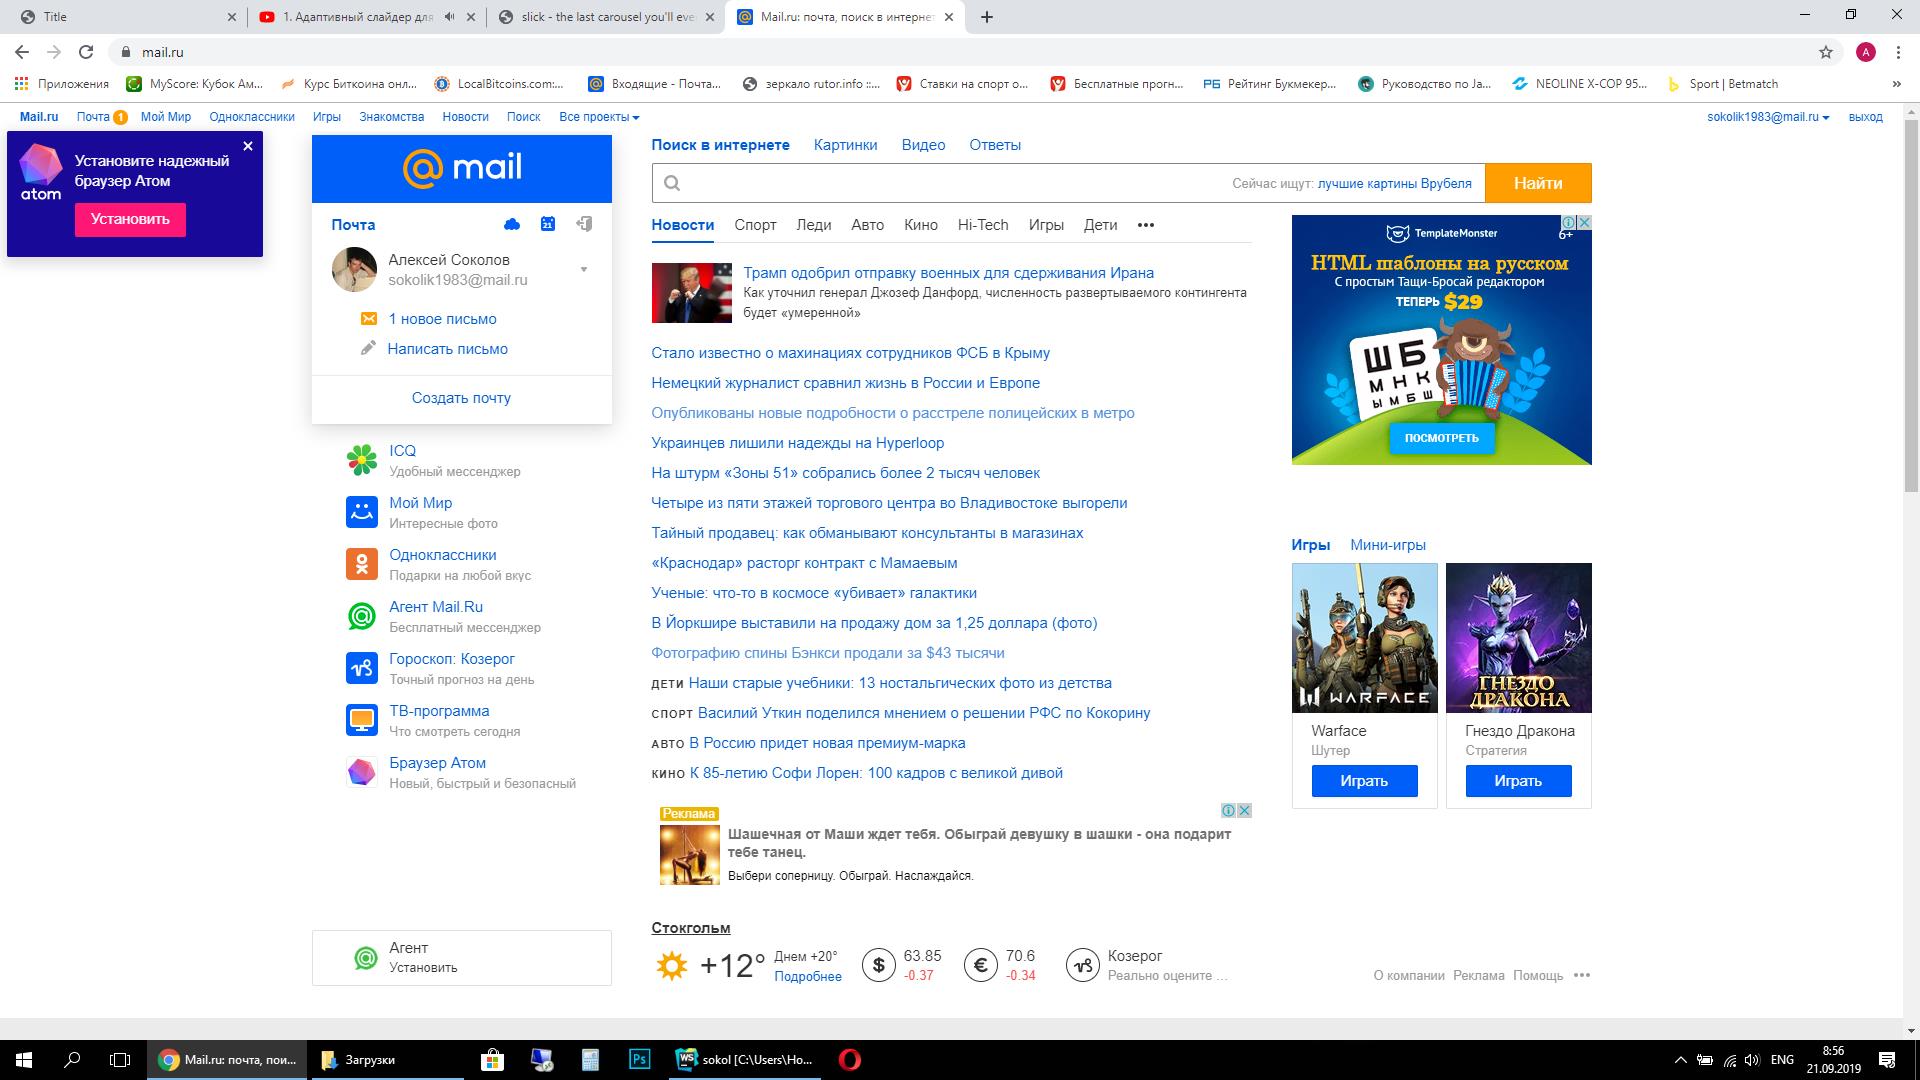 Title
1. Адаптивный слайдер для
slick - the last carousel you'll eve
Mail.ru: почта, поиск в интернет
mail.ru
A
Приложения
MyScore: Кубок Ам...
Курс Биткоина онл...
LocalBitcoins.com:...
Входящие - Почта...
зеркало rutor.info ::...
Ставки на спорт о...
Бесплатные прогн...
РБ Рейтинг Букмекер...
Руководство по Ja...
NEOLINE X-COP 95...
Sport | Betmatch
Mail.ru Почта 1 Мой Мир Одноклассники Игры Знакомства Новости Поиск Все проекты
sokolik1983@mail.ru выход
Установите надежный
браузер Атом
atom
Установить
mail
Почта
21
Алексей Соколов
sokolik1983@mail.ru
1 новое письмо
Написать письмо
Создать почту
ICQ
Удобный мессенджер
Мой Мир
Интересные фото
Одноклассники
Подарки на любой вкус
Агент Mail.Ru
Бесплатный мессенджер
Гороскоп: Козерог
Точный прогноз на день
ТВ-программа
Что смотреть сегодня
Браузер Атом
Новый, быстрый и безопасный
Агент
Установить
Поиск в интернете Картинки Видео Ответы
Сейчас ищут: лучшие картины Врубеля
Найти
Новости Спорт Леди Авто Кино Hi-Tech Игры Дети •••
Трамп одобрил отправку военных для сдерживания Ирана
Как уточнил генерал Джозеф Данфорд, численность развертываемого контингента
будет «умеренной»
Стало известно о махинациях сотрудников ФСБ в Крыму
Немецкий журналист сравнил жизнь в России и Европе
Опубликованы новые подробности о расстреле полицейских в метро
Украинцев лишили надежды на Hyperloop
На штурм «Зоны 51» собрались более 2 тысяч человек
Четыре из пяти этажей торгового центра во Владивостоке выгорели
Тайный продавец: как обманывают консультанты в магазинах
«Краснодар» расторг контракт с Мамаевым
Ученые: что-то в космосе «убивает» галактики
В Йоркшире выставили на продажу дом за 1,25 доллара (фото)
Фотографию спины Бэнкси продали за $43 тысячи
ДЕТИ Наши старые учебники: 13 ностальгических фото из детства
СПОРТ Василий Уткин поделился мнением о решении РФС по Кокорину
АВТО В Россию придет новая премиум-марка
КИНО К 85-летию Софи Лорен: 100 кадров с великой дивой
Реклама
Шашечная от Маши ждет тебя. Обыграй девушку в шашки - она подарит
тебе танец.
Выбери соперницу. Обыграй. Наслаждайся.
Стокгольм
+12° Днем +20°
Подробнее
$ 63.85
-0.37
€ 70.6
-0.34
Козерог
Реально оцените ...
TemplateMonster
6+
HTML шаблоны на русском
С простым Тащи-Бросай редактором
ТЕПЕРЬ $29
ШБ
МНК
ЫМБШ
ПОСМОТРЕТЬ
Игры Мини-игры
WARFACE
Warface
Шутер
Играть
ГНЕЗДО
ДРАКОНА
Гнездо Дракона
Стратегия
Играть
О компании Реклама Помощь •••
Mail.ru: почта, пои...
Загрузки
Ps
WS
sokol [C:\Users\Ho...
ENG
8:56
21.09.2019